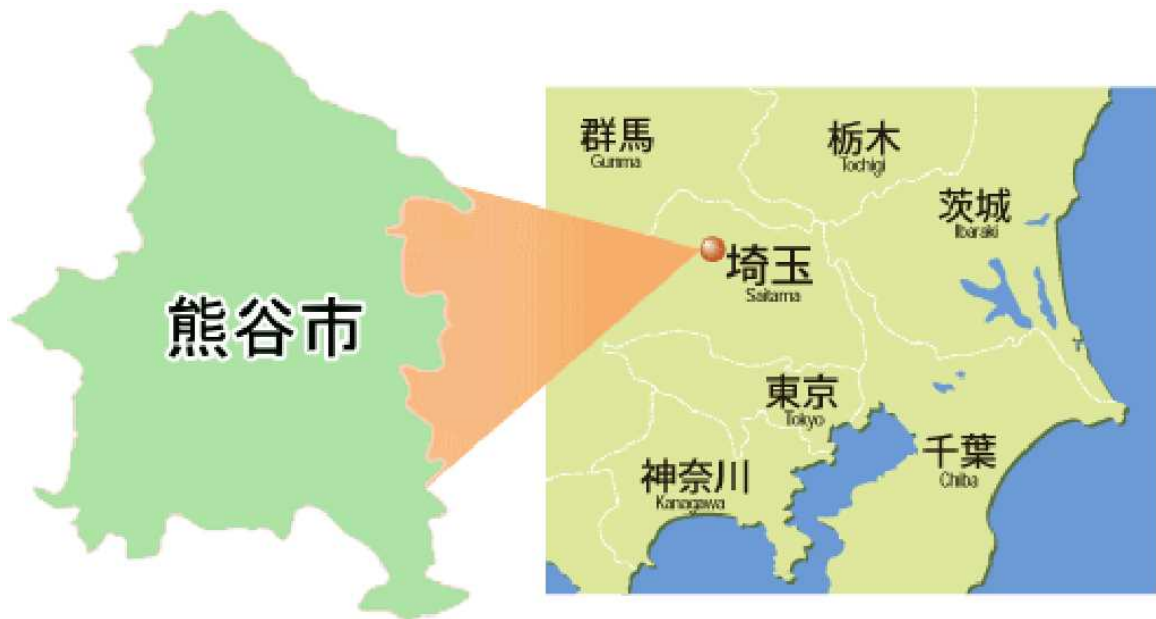 熊谷市
群馬
Gunma
栃木
Tochigi
茨城
Ibaraki
埼玉
Saitama
東京
Tokyo
千葉
Chiba
神奈川
Kanagawa